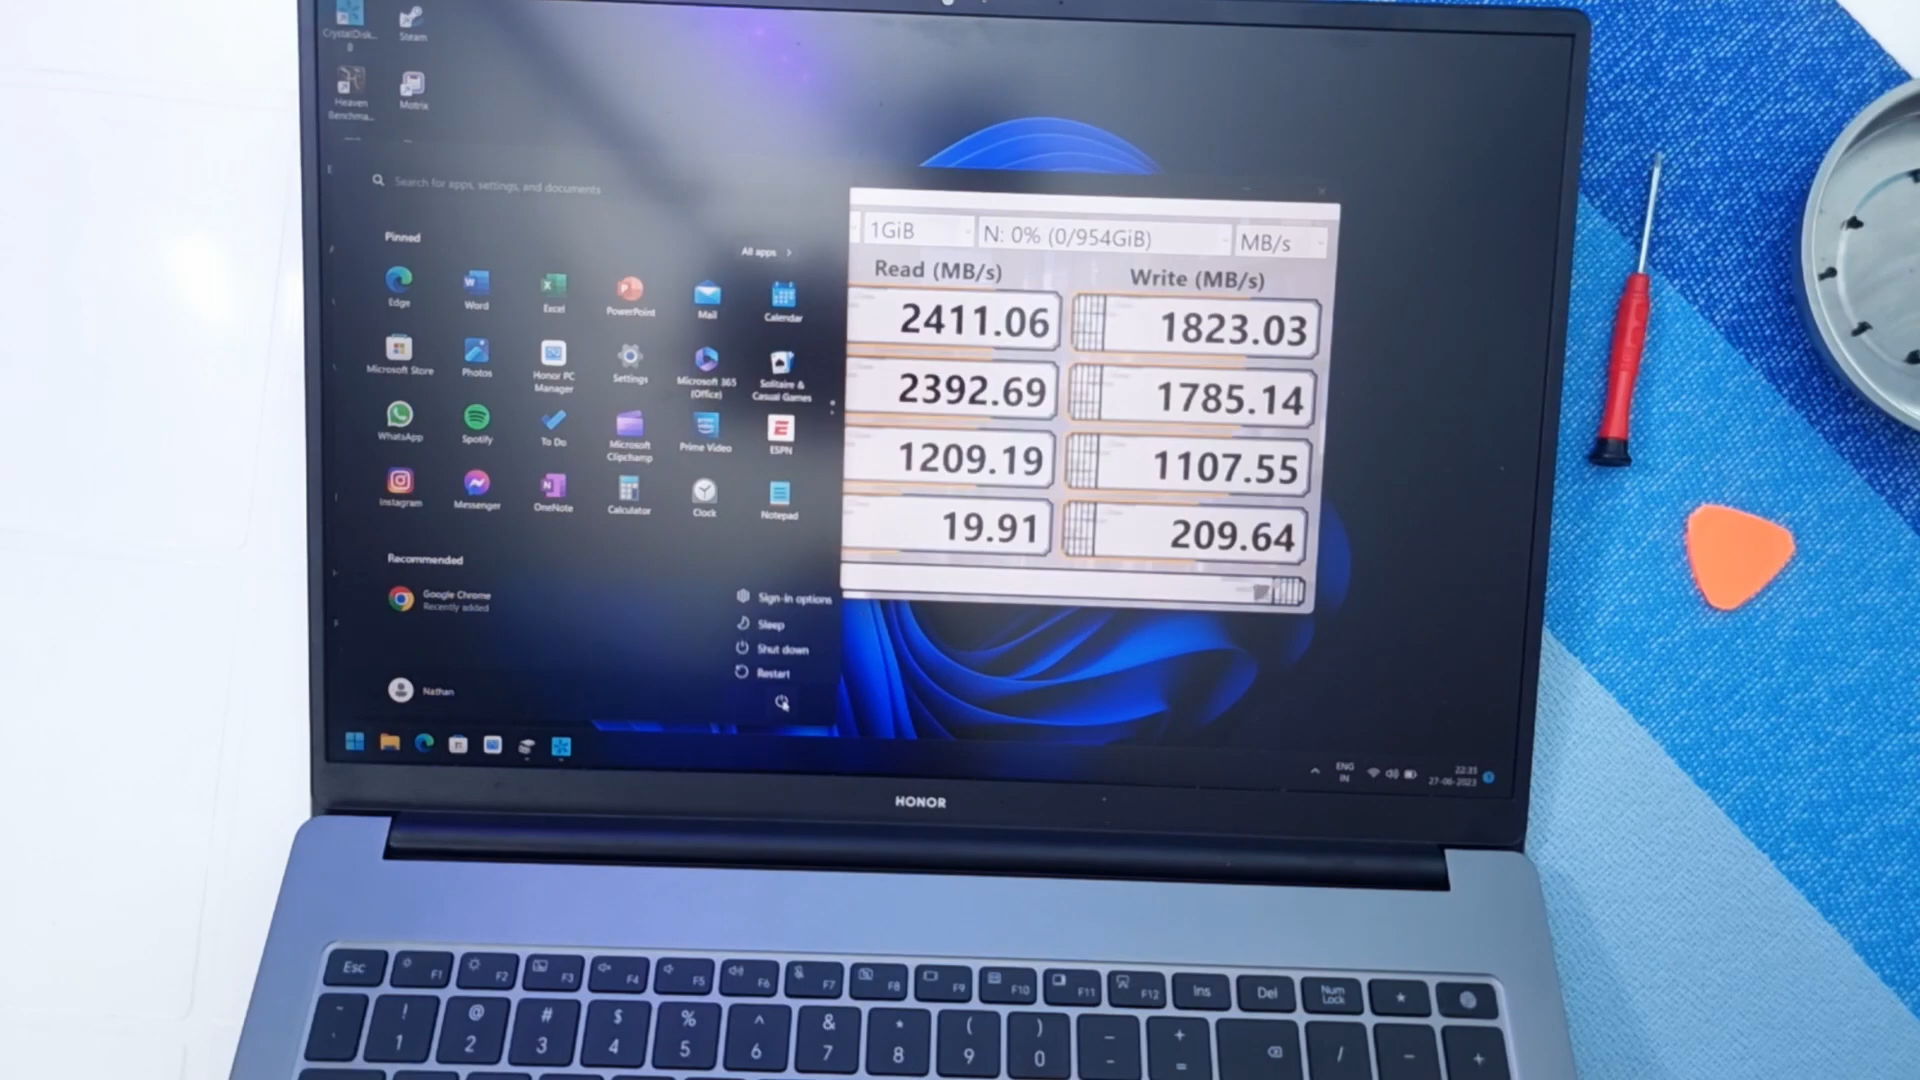 CrystalDisk...
8
Steam
Heaven
Benchma...
Motrix
Search for apps, settings, and documents
Pinned
All apps
Edge
Word
Excel
PowerPoint
Mail
Calendar
Microsoft Store
Photos
Honor PC
Manager
Settings
Microsoft 365
(Office)
Solitaire &
Casual Games
WhatsApp
Spotify
To Do
Microsoft
Clipchamp
Prime Video
ESPN
Instagram
Messenger
OneNote
Calculator
Clock
Notepad
Recommended
Google Chrome
Recently added
Sign-in options
Sleep
Shut down
Restart
Nathan
1GiB
N: 0% (0/954GiB)
MB/s
Read (MB/s)
Write (MB/s)
2411.06
1823.03
2392.69
1785.14
1209.19
1107.55
19.91
209.64
ENG
IN
27-06-2023
HONOR
Esc
F1
F2
F3
F4
F5
F6
F7
F8
F9
F10
F11
F12
Ins
Del
Num
Lock
*
! @ # $ % ^ & * ( ) _ +
1 2 3 4 5 6 7 8 9 0 - = / - +